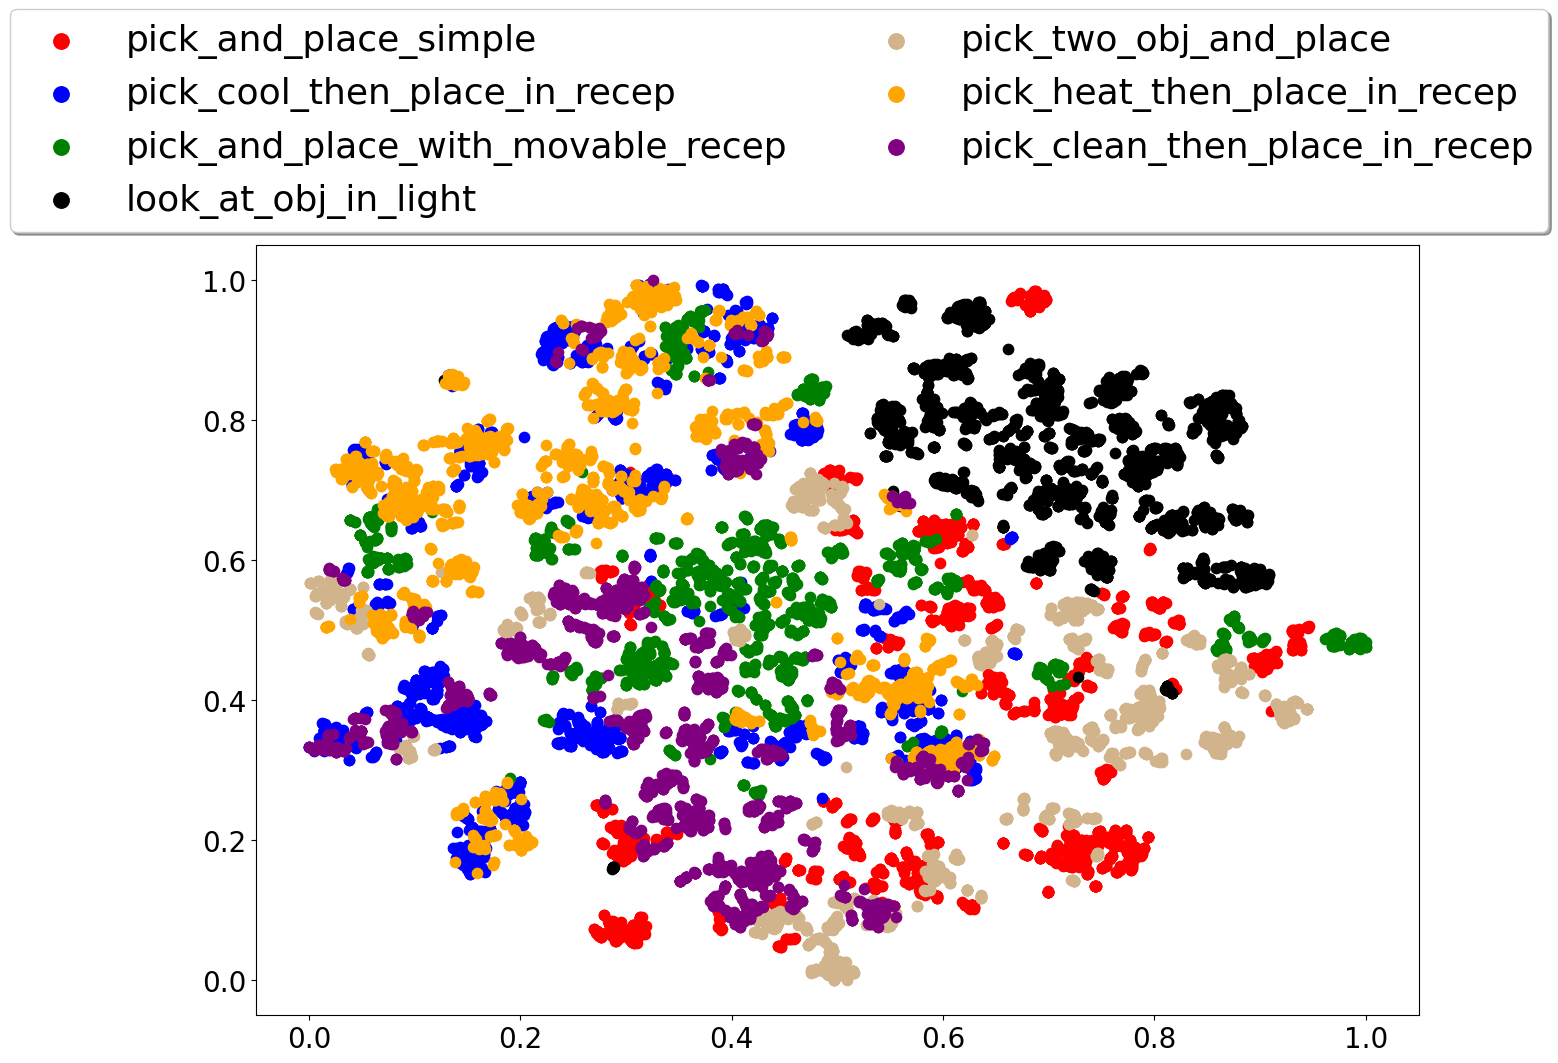 pick_and_place_simple
pick_cool_then_place_in_recep
pick_and_place_with_movable_recep
look_at_obj_in_light
pick_two_obj_and_place
pick_heat_then_place_in_recep
pick_clean_then_place_in_recep
1.0
0.8
0.6
0.4
0.2
0.0
0.0 0.2 0.4 0.6 0.8 1.0